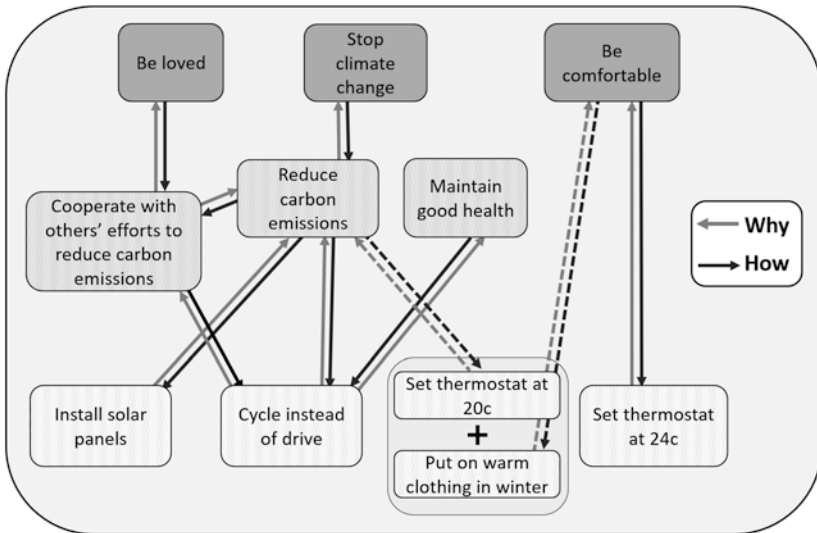 Be loved
Stop
climate
change
Be
comfortable
Reduce
carbon
emissions
Maintain
good health
Cooperate with
others’ efforts to
reduce carbon
emissions
Why
How
Install solar
panels
Cycle instead
of drive
Set thermostat at
20c
+
Put on warm
clothing in winter
Set thermostat
at 24c